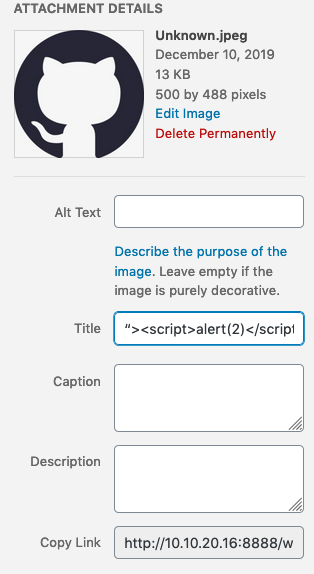 ATTACHMENT DETAILS
Unknown.jpeg
December 10, 2019
13 KB
500 by 488 pixels
Edit Image
Delete Permanently
Alt Text
Describe the purpose of the
image. Leave empty if the
image is purely decorative.
Title “><script>alert(2)</script
Caption
Description
Copy Link http://10.10.20.16:8888/w